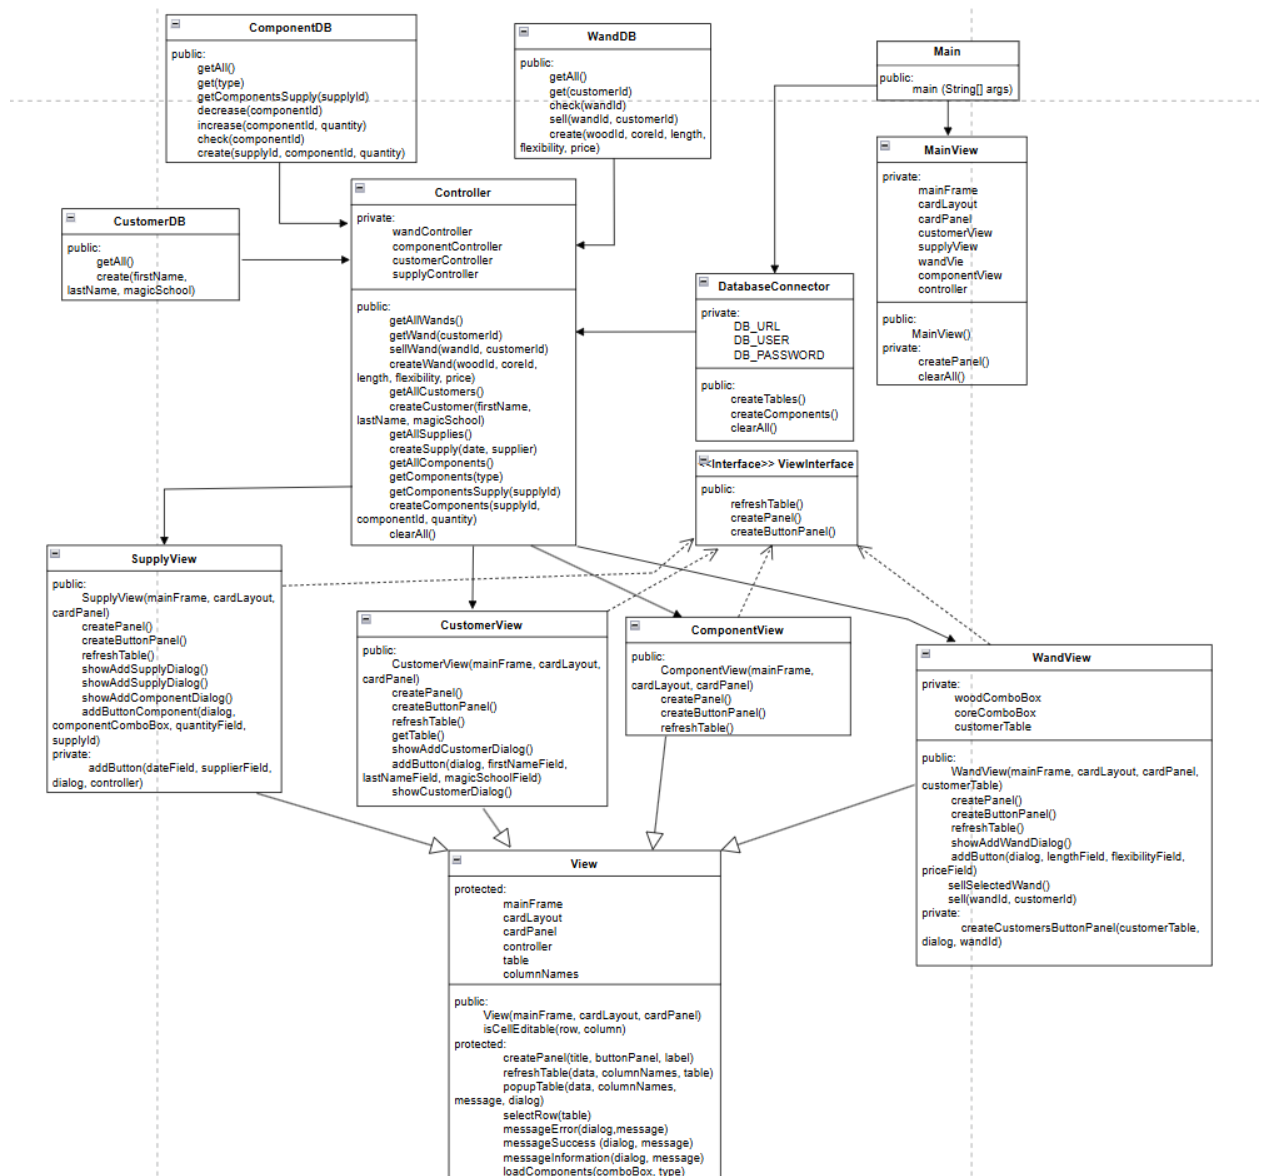 ComponentDB
public:
getAll()
get(type)
getComponentsSupply(supplyId)
decrease(componentId)
increase(componentId, quantity)
check(componentId)
create(supplyId, componentId, quantity)
WandDB
public:
getAll()
get(customerId)
check(wandId)
sell(wandId, customerId)
create(woodId, coreId, length,
flexibility, price)
Main
public:
main (String[] args)
MainView
private:
mainFrame
cardLayout
cardPanel
customerView
supplyView
wandVie
componentView
controller
public:
MainView()
private:
createPanel()
clearAll()
CustomerDB
public:
getAll()
create(firstName,
lastName, magicSchool)
Controller
private:
wandController
componentController
customerController
supplyController
public:
getAllWands()
getWand(customerId)
sellWand(wandId, customerId)
createWand(woodId, coreId,
length, flexibility, price)
getAllCustomers()
createCustomer(firstName,
lastName, magicSchool)
getAllSupplies()
createSupply(date, supplier)
getAllComponents()
getComponents(type)
getComponentsSupply(supplyId)
createComponents(supplyId,
componentId, quantity)
clearAll()
DatabaseConnector
private:
DB_URL
DB_USER
DB_PASSWORD
public:
createTables()
createComponents()
clearAll()
<<Interface>> ViewInterface
public:
refreshTable()
createPanel()
createButtonPanel()
SupplyView
public:
SupplyView(mainFrame, cardLayout,
cardPanel)
createPanel()
createButtonPanel()
refreshTable()
showAddSupplyDialog()
showAddSupplyDialog()
showAddComponentDialog()
addButtonComponent(dialog,
componentComboBox, quantityField,
supplyId)
private:
addButton(dateField, supplierField,
dialog, controller)
CustomerView
public:
CustomerView(mainFrame, cardLayout,
cardPanel)
createPanel()
createButtonPanel()
refreshTable()
getTable()
showAddCustomerDialog()
addButton(dialog, firstNameField,
lastNameField, magicSchoolField)
showCustomerDialog()
ComponentView
public:
ComponentView(mainFrame,
cardLayout, cardPanel)
createPanel()
createButtonPanel()
refreshTable()
WandView
private:
woodComboBox
coreComboBox
customerTable
public:
WandView(mainFrame, cardLayout, cardPanel,
customerTable)
createPanel()
createButtonPanel()
refreshTable()
showAddWandDialog()
addButton(dialog, lengthField, flexibilityField,
priceField)
sellSelectedWand()
sell(wandId, customerId)
private:
createCustomersButtonPanel(customerTable,
dialog, wandId)
View
protected:
mainFrame
cardLayout
cardPanel
controller
table
columnNames
public:
View(mainFrame, cardLayout, cardPanel)
isCellEditable(row, column)
protected:
createPanel(title, buttonPanel, label)
refreshTable(data, columnNames, table)
popupTable(data, columnNames,
message, dialog)
selectRow(table)
messageError(dialog,message)
messageSuccess (dialog, message)
messageInformation(dialog, message)
loadComponents(comboBox, type)